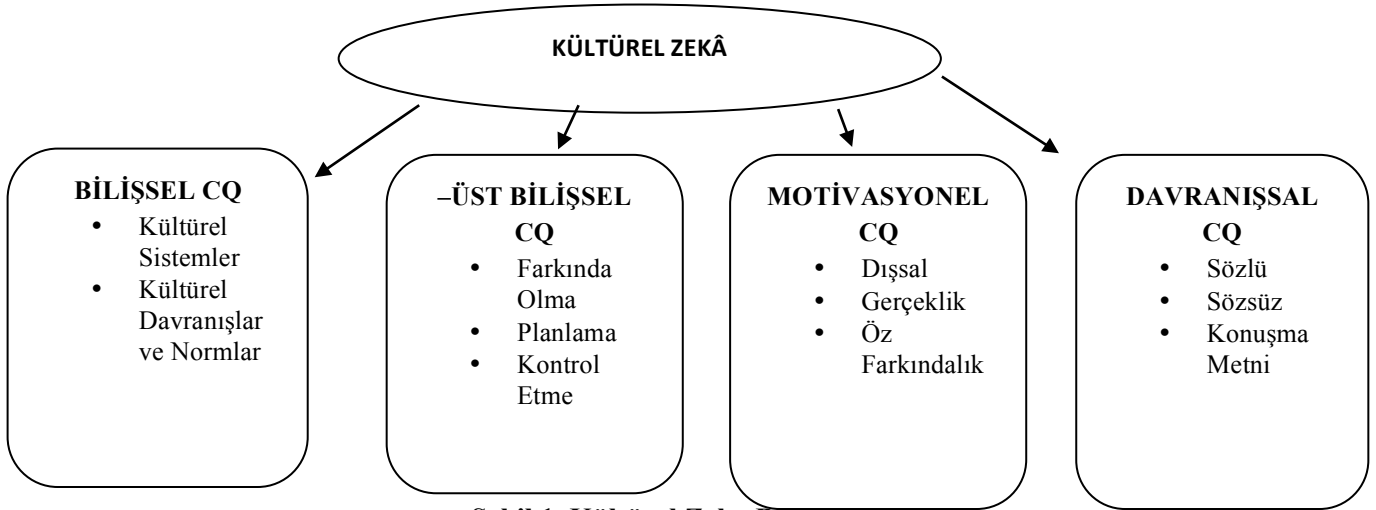 KÜLTÜREL ZEKÂ
BİLİŞSEL CQ
• Kültürel
Sistemler
• Kültürel
Davranışlar
ve Normlar
–ÜST BİLİŞSEL
CQ
• Farkında
Olma
• Planlama
• Kontrol
Etme
MOTİVASYONEL
CQ
• Dışsal
• Gerçeklik
• Öz
Farkındalık
DAVRANIŞSAL
CQ
• Sözlü
• Sözsüz
• Konuşma
Metni